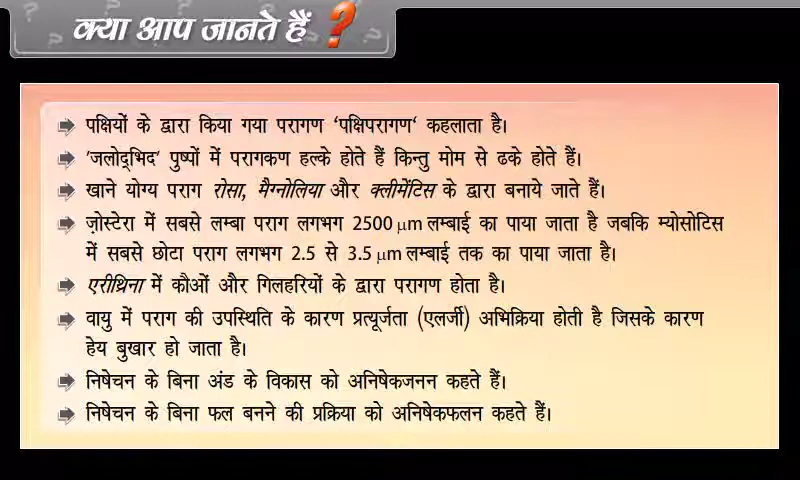 क्या आप जानते हैं ?
पक्षियों के द्वारा किया गया परागण ‘पक्षिपरागण‘ कहलाता है।
‘जलोद्भिद’ पुष्पों में परागकण हल्के होते हैं किन्तु मोम से ढके होते हैं।
खाने योग्य पराग रोसा, मैग्नोलिया और क्लीमेंटिस के द्वारा बनाये जाते हैं।
ज़ोस्टेरा में सबसे लम्बा पराग लगभग 2500 μm लम्बाई का पाया जाता है जबकि म्योसोटिस
में सबसे छोटा पराग लगभग 2.5 से 3.5 μm लम्बाई तक का पाया जाता है।
एरीथ्रिना में कौओं और गिलहरियों के द्वारा परागण होता है।
वायु में पराग की उपस्थिति के कारण प्रत्यूर्जता (एलर्जी) अभिक्रिया होती है जिसके कारण
हेय बुखार हो जाता है।
निषेचन के बिना अंड के विकास को अनिषेकजनन कहते हैं।
निषेचन के बिना फल बनने की प्रक्रिया को अनिषेकफलन कहते हैं।